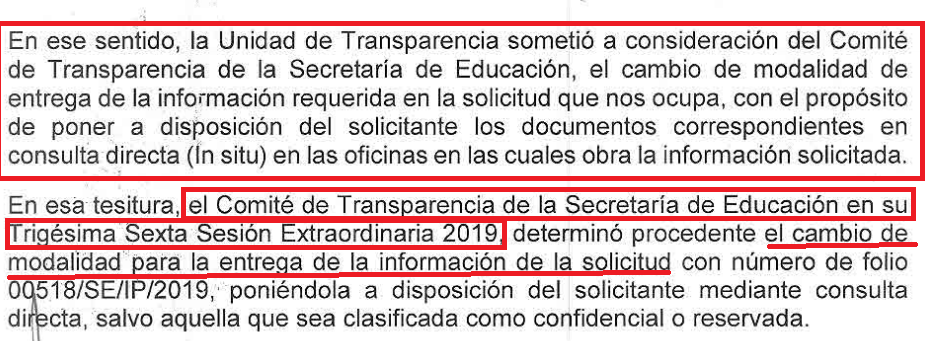 En ese sentido, la Unidad de Transparencia sometió a consideración del Comité
de Transparencia de la Secretaría de Educación, el cambio de modalidad de
entrega de la información requerida en la solicitud que nos ocupa, con el propósito
de poner a disposición del solicitante los documentos correspondientes en
consulta directa (In situ) en las oficinas en las cuales obra la información solicitada.
En esa tesitura, el Comité de Transparencia de la Secretaría de Educación en su
Trigésima Sexta Sesión Extraordinaria 2019, determinó procedente el cambio de
modalidad para la entrega de la información de la solicitud con número de folio
00518/SE/IP/2019, poniéndola a disposición del solicitante mediante consulta
directa, salvo aquella que sea clasificada como confidencial o reservada.